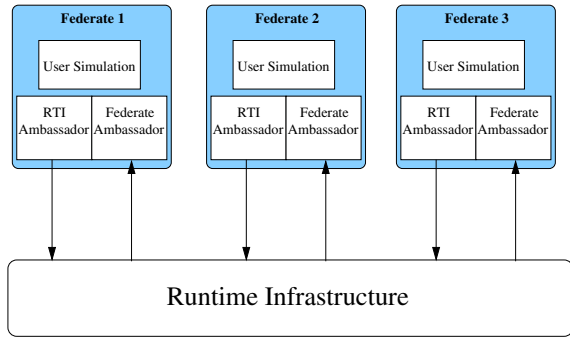 Federate 1
User Simulation
RTI
Ambassador
Federate
Ambassador
Federate 2
User Simulation
RTI
Ambassador
Federate
Ambassador
Federate 3
User Simulation
RTI
Ambassador
Federate
Ambassador
Runtime Infrastructure